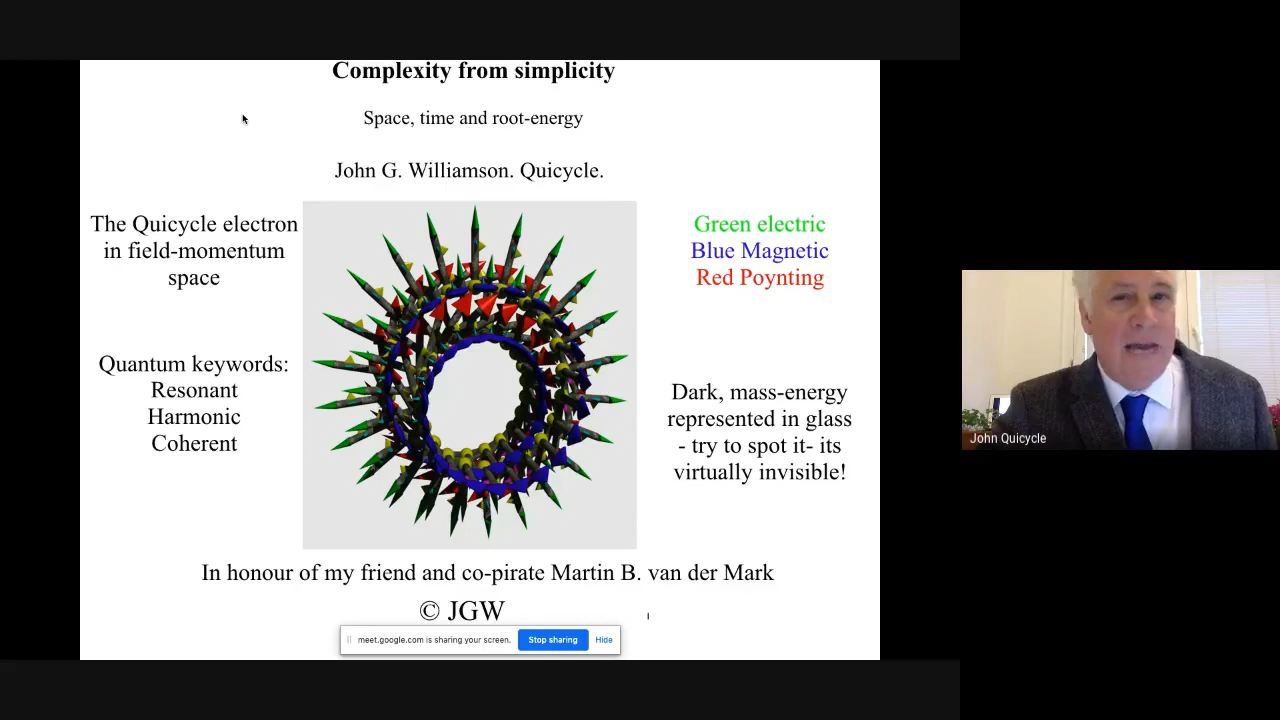 Complexity from simplicity
Space, time and root-energy
John G. Williamson. Quicycle.
The Quicycle electron
in field-momentum
space
Quantum keywords:
Resonant
Harmonic
Coherent
Green electric
Blue Magnetic
Red Poynting
Dark, mass-energy
represented in glass
- try to spot it- its
virtually invisible!
In honour of my friend and co-pirate Martin B. van der Mark
© JGW
meet.google.com is sharing your screen.
Stop sharing
Hide
John Quicycle